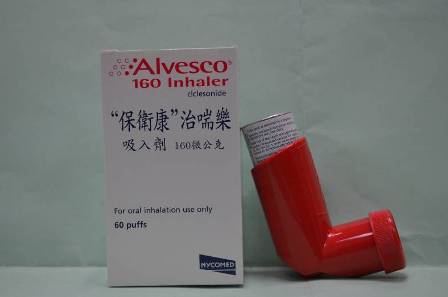 Alvesco®
160 Inhaler
ciclesonide
“保衛康”治喘樂
吸入劑 160微公克
For oral inhalation use only
60 puffs
NYCOMED